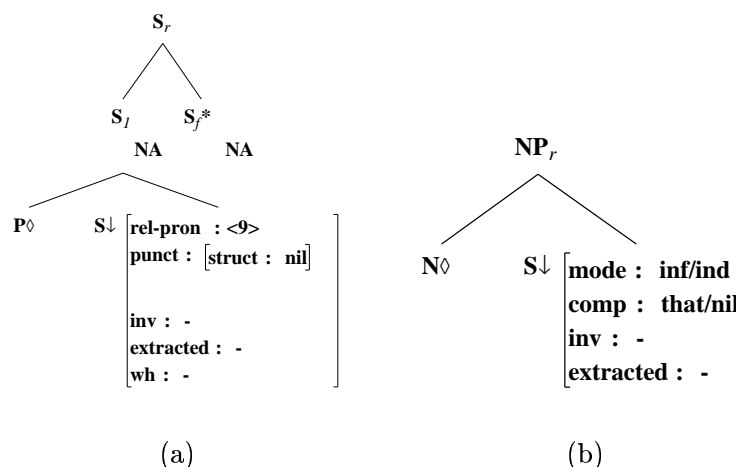 S_r
S_1 S_f*
NA NA
P◊ S↓ rel-pron : <9>
punct : [struct : nil]
inv : -
extracted : -
wh : -
(a)
NP_r
N◊ S↓ mode : inf/ind
comp : that/nil
inv : -
extracted : -
(b)